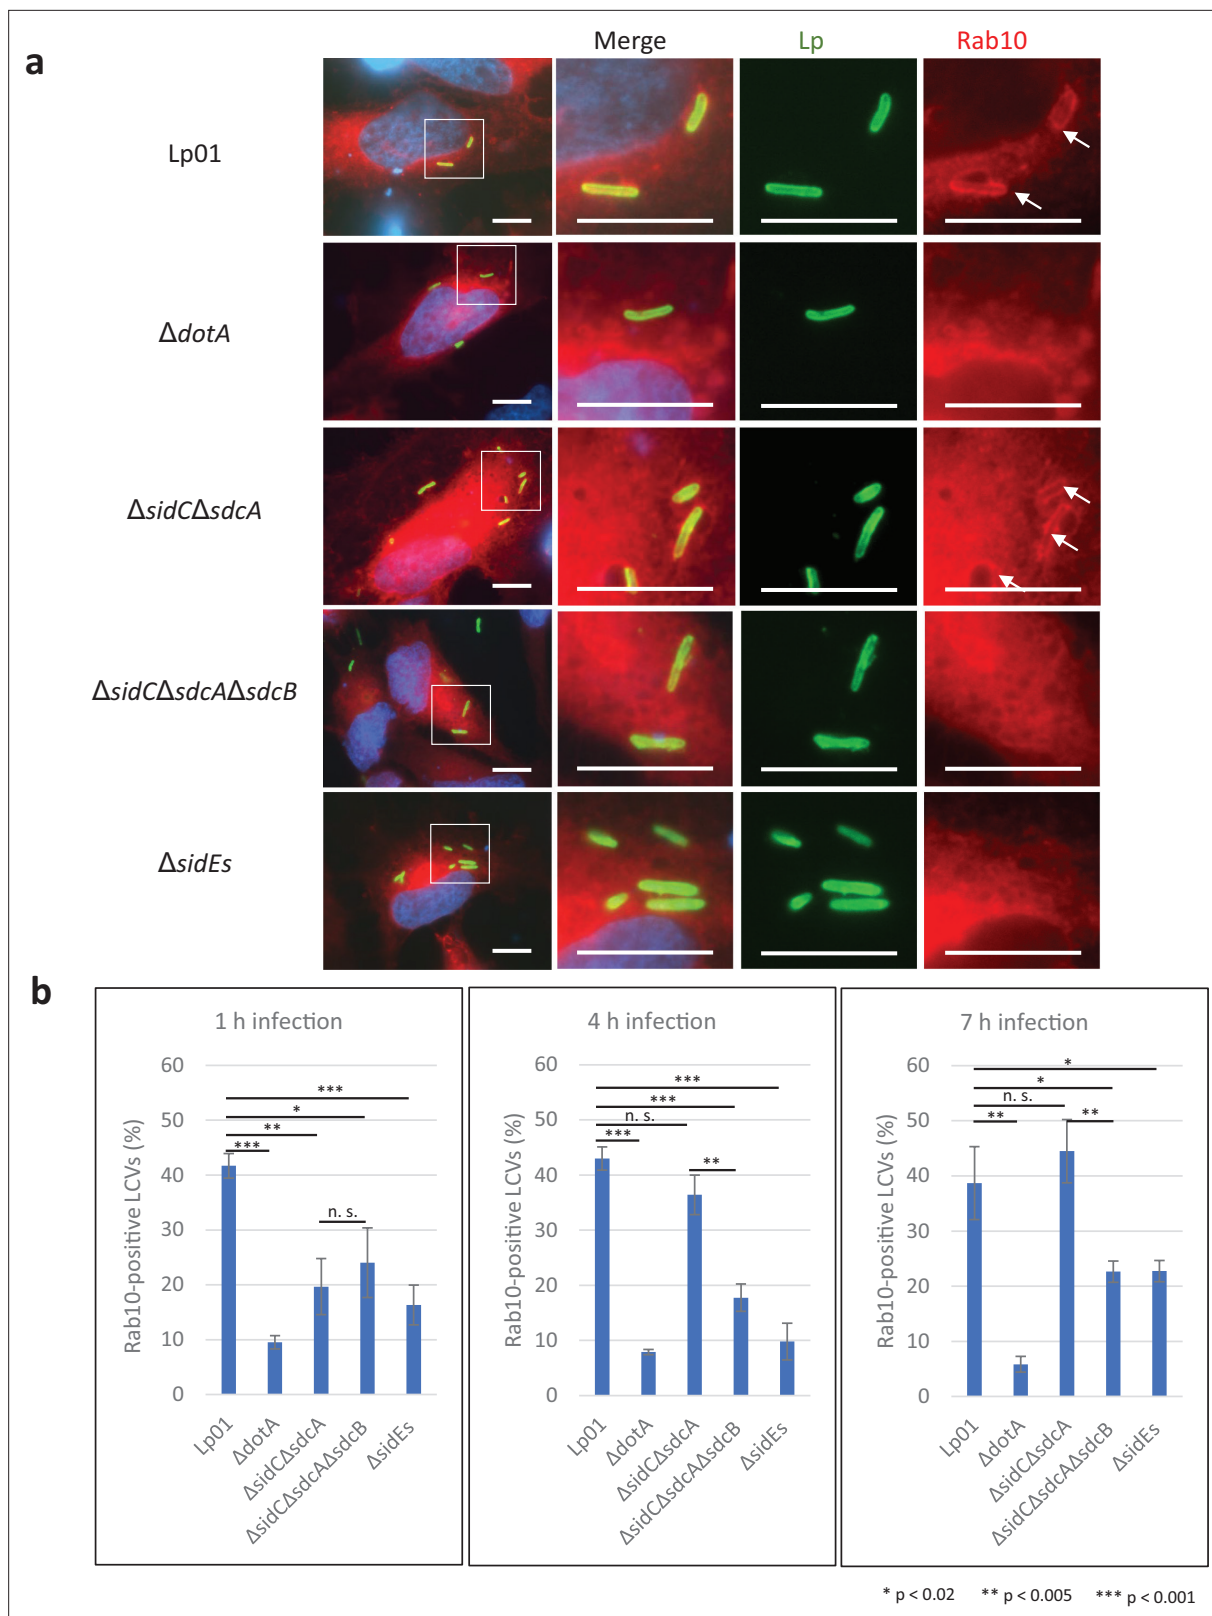 a
Merge Lp Rab10
Lp01
ΔdotA
ΔsidCΔsdcA
ΔsidCΔsdcAΔsdcB
ΔsidEs
b
1 h infection
Rab10-positive LCVs (%)
60
50
40
30
20
10
0
***
*
**
***
n. s.
Lp01
ΔdotA
ΔsidCΔsdcA
ΔsidCΔsdcAΔsdcB
ΔsidEs
4 h infection
Rab10-positive LCVs (%)
60
50
40
30
20
10
0
***
***
n. s.
***
**
Lp01
ΔdotA
ΔsidCΔsdcA
ΔsidCΔsdcAΔsdcB
ΔsidEs
7 h infection
Rab10-positive LCVs (%)
60
50
40
30
20
10
0
*
*
n. s.
**
**
Lp01
ΔdotA
ΔsidCΔsdcA
ΔsidCΔsdcAΔsdcB
ΔsidEs
* p < 0.02 ** p < 0.005 *** p < 0.001